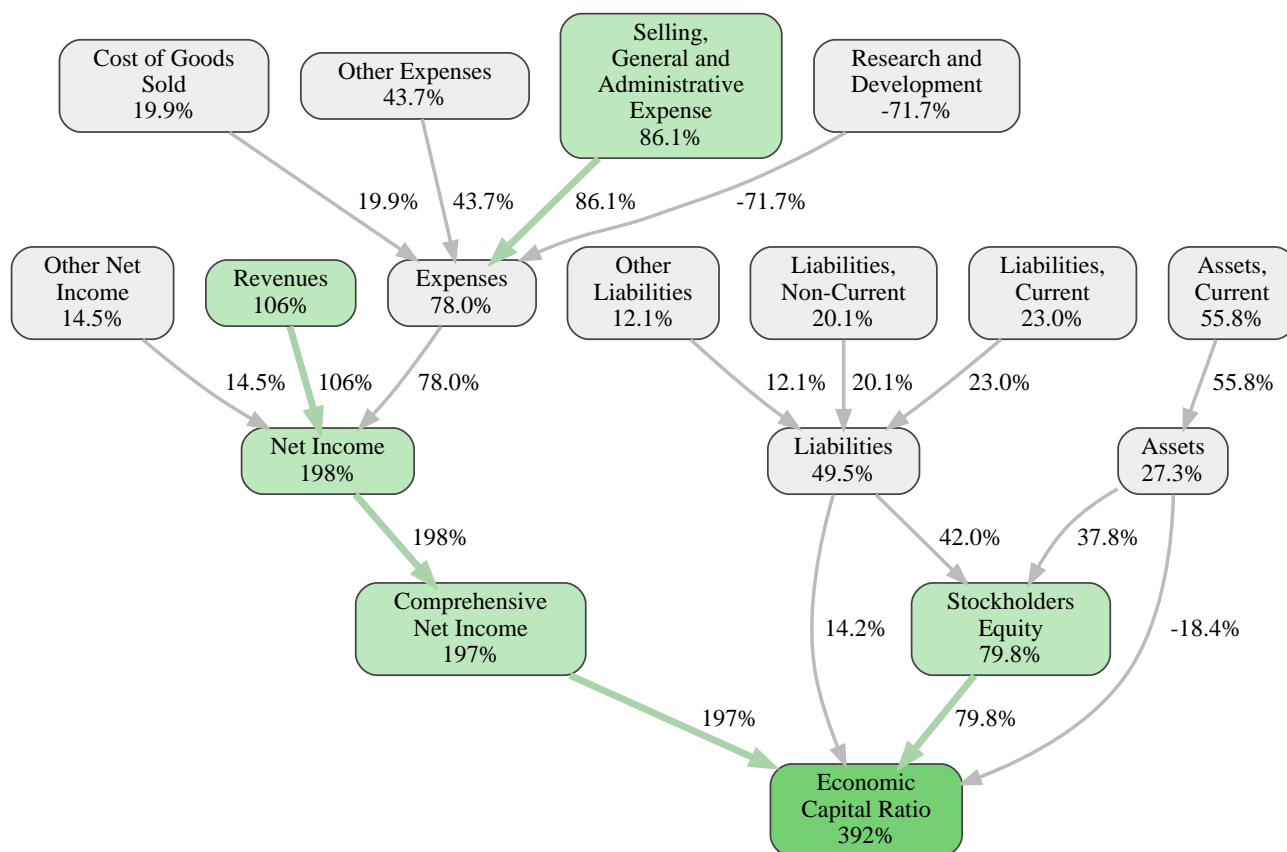 Cost of Goods
Sold
19.9%
Other Expenses
43.7%
Selling,
General and
Administrative
Expense
86.1%
Research and
Development
-71.7%
19.9%
43.7%
86.1%
-71.7%
Other Net
Income
14.5%
Revenues
106%
Expenses
78.0%
Other
Liabilities
12.1%
Liabilities,
Non-Current
20.1%
Liabilities,
Current
23.0%
Assets,
Current
55.8%
14.5%
106%
78.0%
12.1%
20.1%
23.0%
55.8%
Net Income
198%
Liabilities
49.5%
Assets
27.3%
198%
42.0%
37.8%
Comprehensive
Net Income
197%
Stockholders
Equity
79.8%
14.2%
-18.4%
197%
79.8%
Economic
Capital Ratio
392%